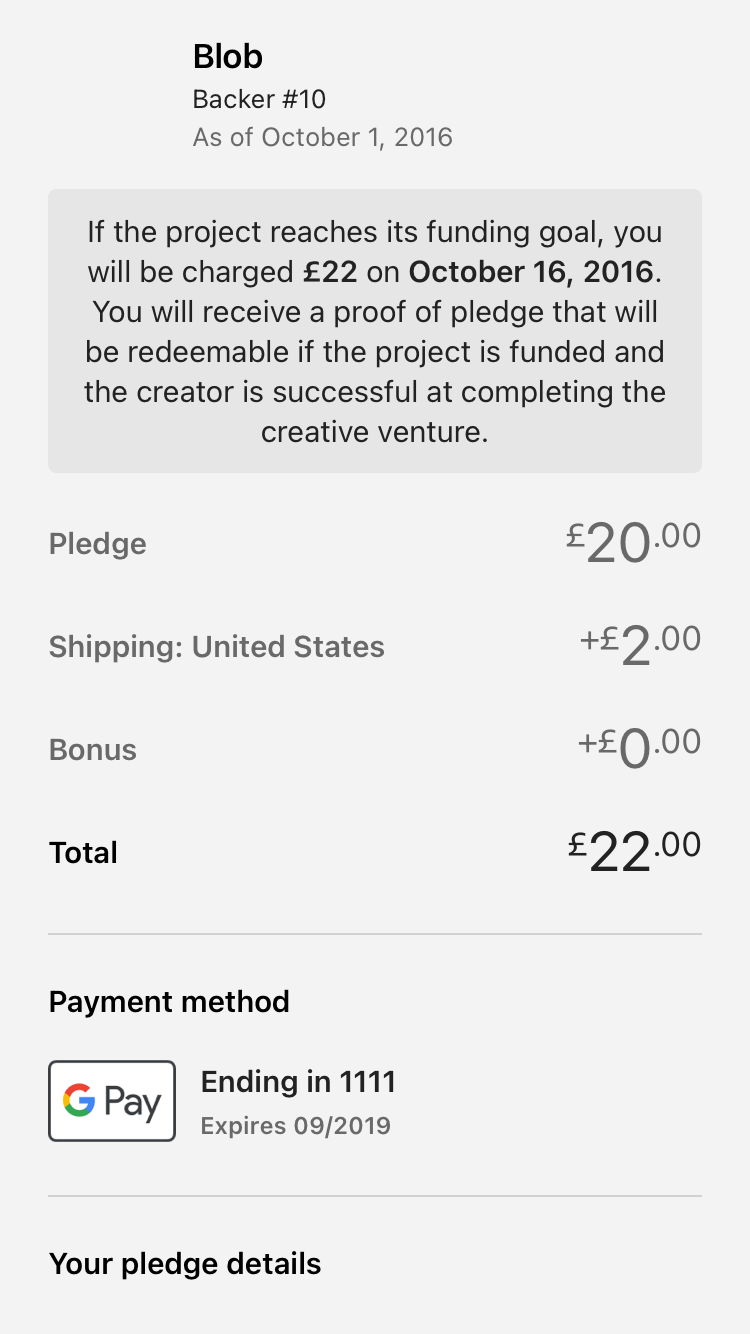 Blob
Backer #10
As of October 1, 2016
If the project reaches its funding goal, you
will be charged £22 on October 16, 2016.
You will receive a proof of pledge that will
be redeemable if the project is funded and
the creator is successful at completing the
creative venture.
Pledge £20.00
Shipping: United States +£2.00
Bonus +£0.00
Total £22.00
Payment method
G Pay
Ending in 1111
Expires 09/2019
Your pledge details